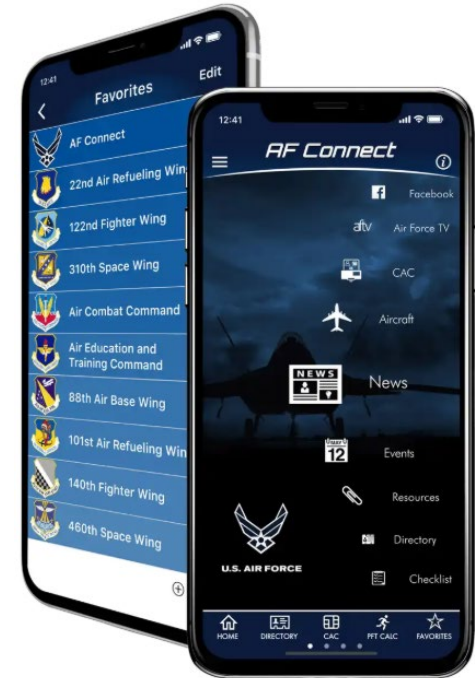 12:41
Favorites
Edit
AF Connect
22nd Air Refueling Win
122nd Fighter Wing
310th Space Wing
Air Combat Command
Air Education and
Training Command
88th Air Base Wing
101st Air Refueling Win
140th Fighter Wing
460th Space Wing
12:41
AF Connect
Facebook
aftv
Air Force TV
CAC
Aircraft
NEWS
News
MAY
12
Events
Resources
Directory
Checklist
U.S. AIR FORCE
HOME
DIRECTORY
CAC
PFT CALC
FAVORITES